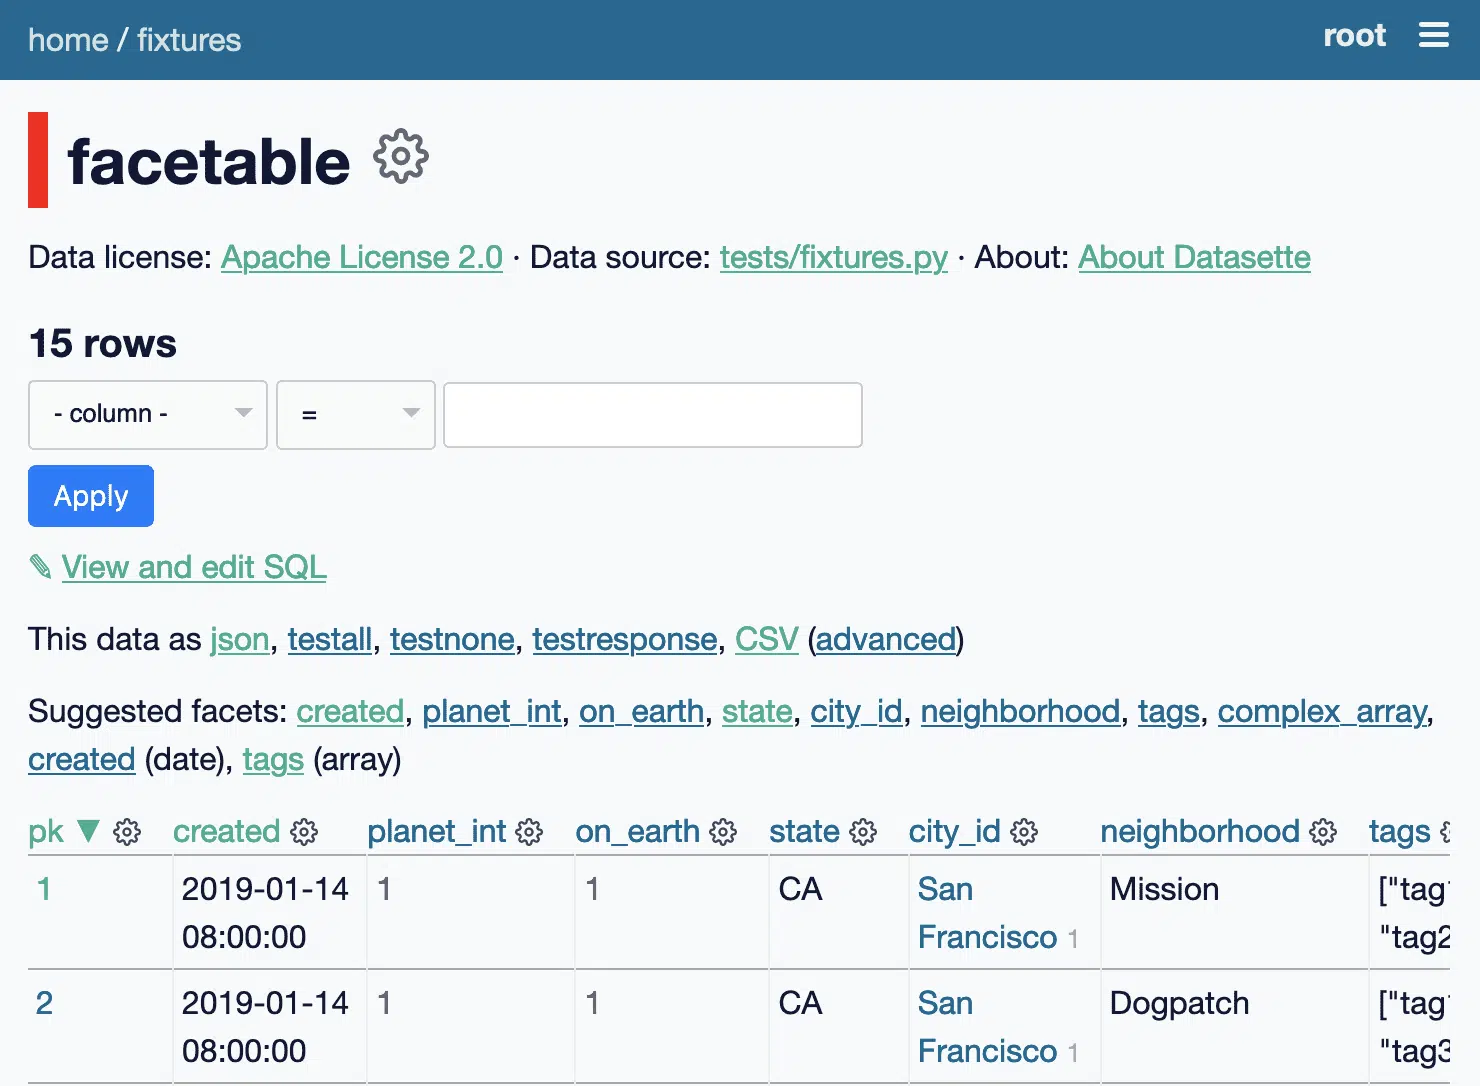 home / fixtures
root
facetable
Data license: Apache License 2.0 · Data source: tests/fixtures.py · About: About Datasette
15 rows
- column -
=
Apply
✎ View and edit SQL
This data as json, testall, testnone, testresponse, CSV (advanced)
Suggested facets: created, planet_int, on_earth, state, city_id, neighborhood, tags, complex_array,
created (date), tags (array)
pk ▼ created planet_int on_earth state city_id neighborhood tags
1 2019-01-14 1 1 CA San Mission ["tag
08:00:00 Francisco 1 "tag2
2 2019-01-14 1 1 CA San Dogpatch ["tag
08:00:00 Francisco 1 "tag3